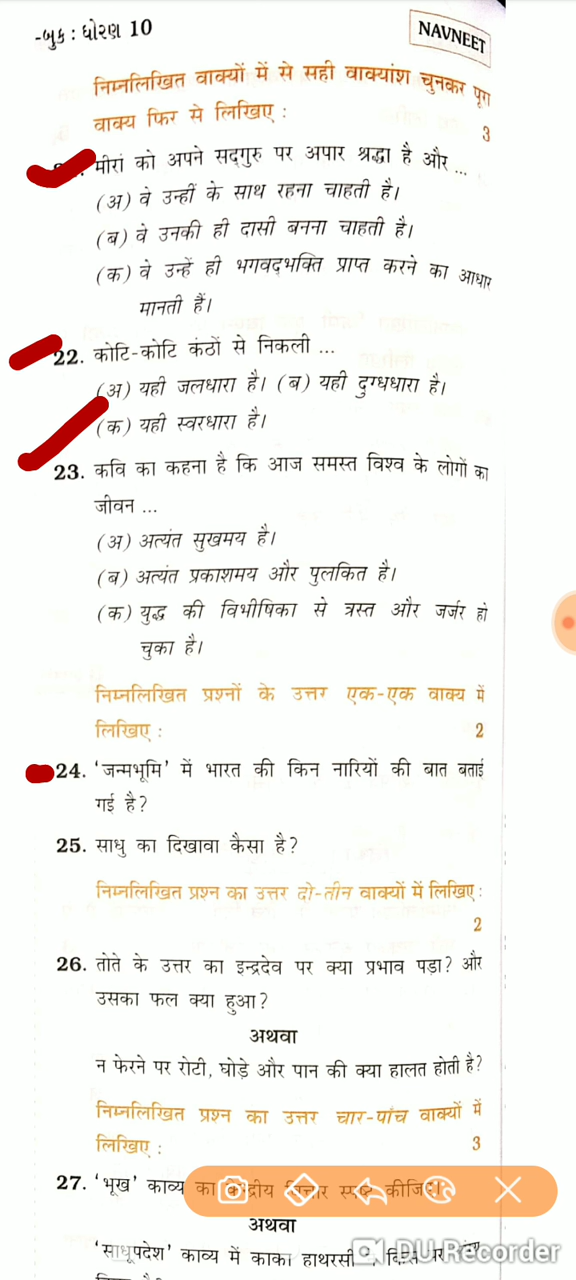 -બુક : ધોરણ 10
NAVNEET
निम्नलिखित वाक्यों में से सही वाक्यांश चुनकर पूरा
वाक्य फिर से लिखिए :
3
मीरां को अपने सद्गुरु पर अपार श्रद्धा है और ...
(अ) वे उन्हीं के साथ रहना चाहती है।
(ब) वे उनकी ही दासी बनना चाहती है।
(क) वे उन्हें ही भगवद्भक्ति प्राप्त करने का आधार
मानती हैं।
22. कोटि-कोटि कंठों से निकली ...
(अ) यही जलधारा है। (ब) यही दुग्धधारा है।
(क) यही स्वरधारा है।
23. कवि का कहना है कि आज समस्त विश्व के लोगों का
जीवन ...
(अ) अत्यंत सुखमय है।
(ब) अत्यंत प्रकाशमय और पुलकित है।
(क) युद्ध की विभीषिका से त्रस्त और जर्जर हो
चुका है।
निम्नलिखित प्रश्नों के उत्तर एक-एक वाक्य में
लिखिए :
2
24. 'जन्मभूमि' में भारत की किन नारियों की बात बताई
गई है?
25. साधु का दिखावा कैसा है?
निम्नलिखित प्रश्न का उत्तर दो-तीन वाक्यों में लिखिए :
2
26. तोते के उत्तर का इन्द्रदेव पर क्या प्रभाव पड़ा? और
उसका फल क्या हुआ?
अथवा
न फेरने पर रोटी, घोड़े और पान की क्या हालत होती है?
निम्नलिखित प्रश्न का उत्तर चार-पांच वाक्यों में
लिखिए :
3
27. 'भूख' काव्य का केन्द्रीय विचार स्पष्ट कीजिए।
अथवा
'साधूपदेश' काव्य में काका हाथरसी
DU Recorder